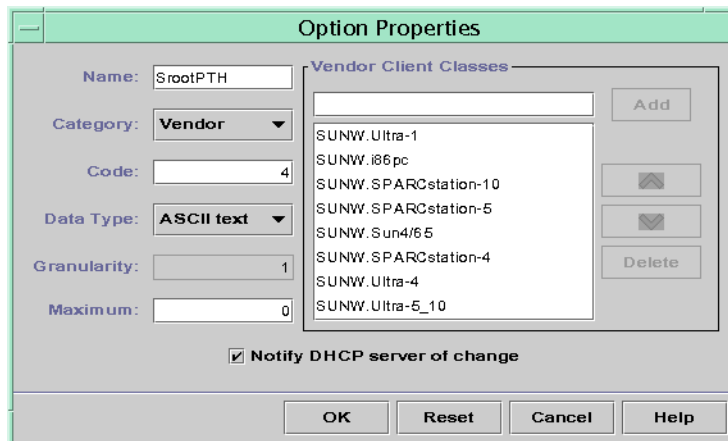 Option Properties
Name: SrootPTH
Category: Vendor
Code: 4
Data Type: ASCII text
Granularity: 1
Maximum: 0
Vendor Client Classes
Add
SUNW.Ultra-1
SUNW.i86pc
SUNW.SPARCstation-10
SUNW.SPARCstation-5
SUNW.Sun4/65
SUNW.SPARCstation-4
SUNW.Ultra-4
SUNW.Ultra-5_10
Delete
Notify DHCP server of change
OK Reset Cancel Help